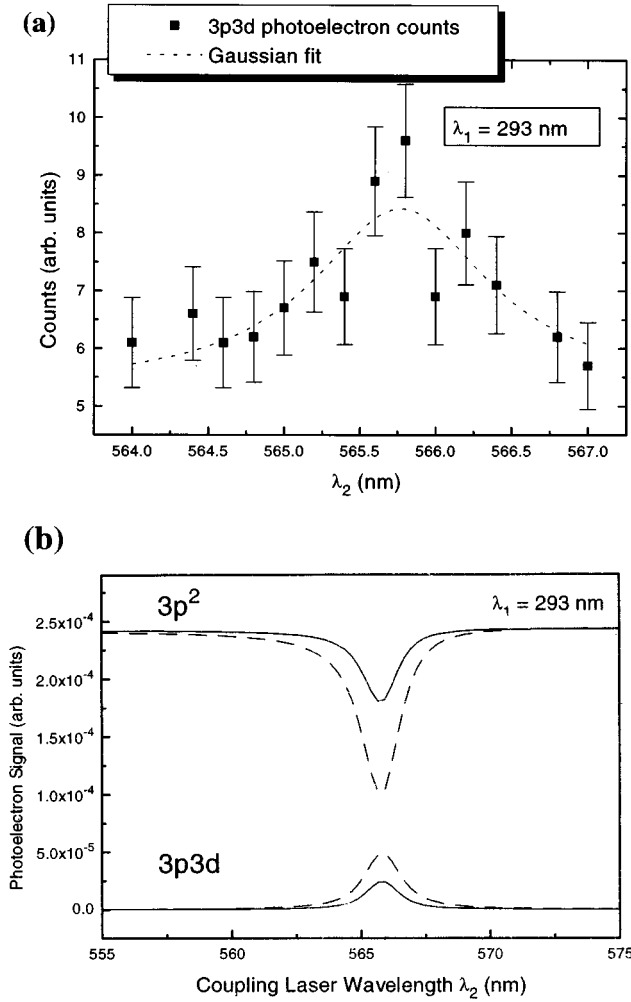 (a)
3p3d photoelectron counts
Gaussian fit
λ₁ = 293 nm
11
10
9
8
7
6
5
Counts (arb. units)
564.0 564.5 565.0 565.5 566.0 566.5 567.0
λ₂ (nm)
(b)
3p²
λ₁ = 293 nm
2.5x10⁻⁴
2.0x10⁻⁴
1.5x10⁻⁴
1.0x10⁻⁴
5.0x10⁻⁵
0.0
Photoelectron Signal (arb. units)
3p3d
555 560 565 570 575
Coupling Laser Wavelength λ₂ (nm)